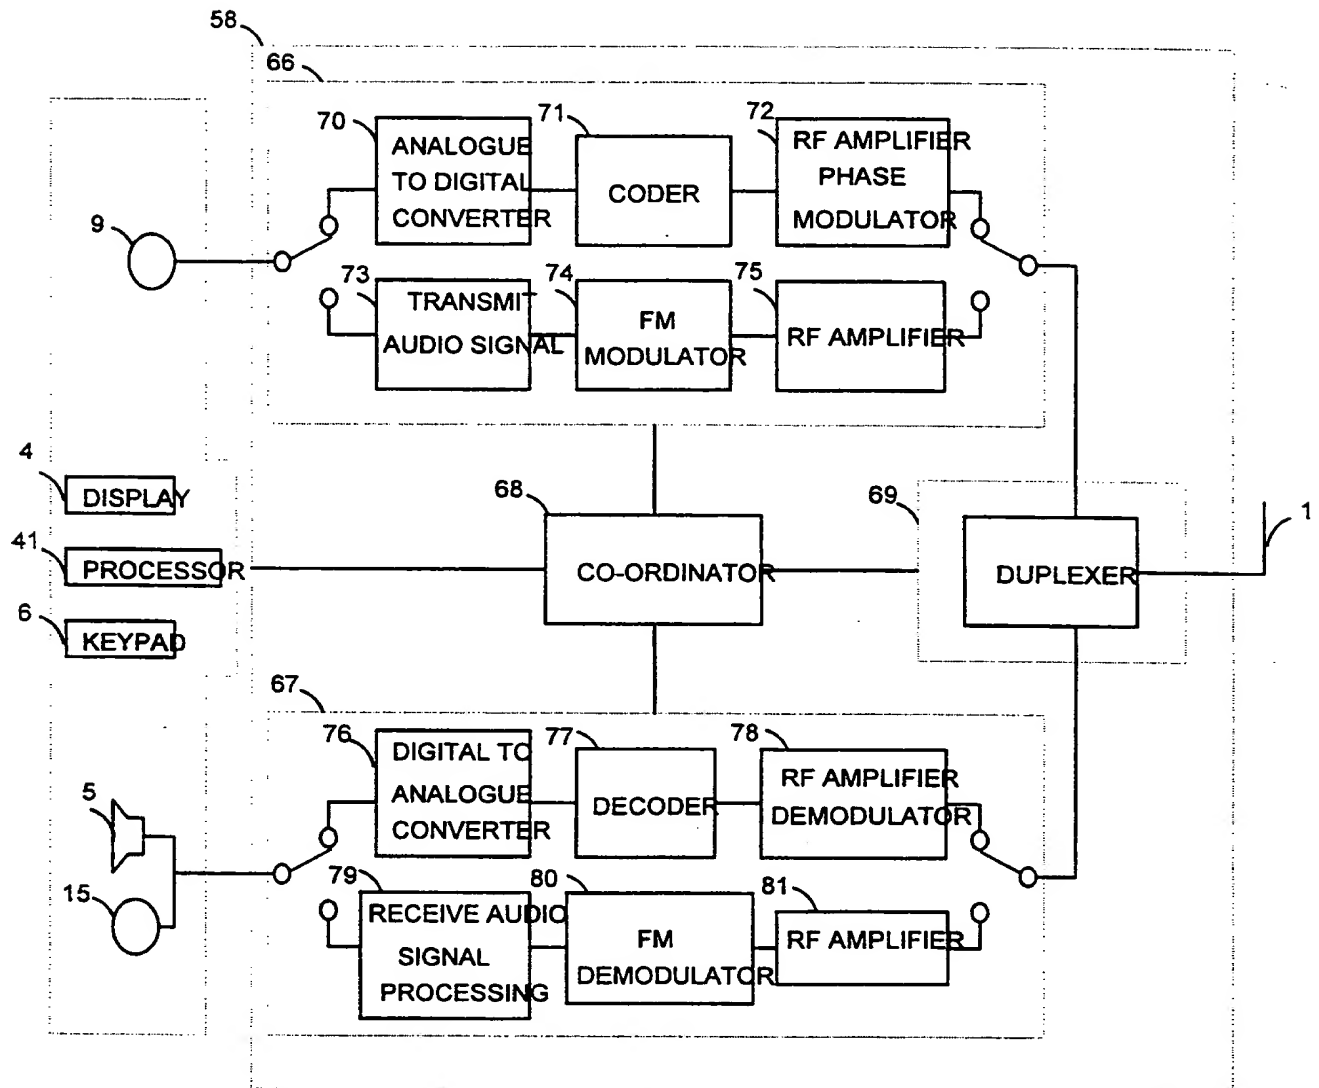 58
66
70
ANALOGUE
TO DIGITAL
CONVERTER
71
CODER
72
RF AMPLIFIER
PHASE
MODULATOR
9
73
TRANSMIT
AUDIO SIGNAL
74
FM
MODULATOR
75
RF AMPLIFIER
4
DISPLAY
41
PROCESSOR
6
KEYPAD
68
CO-ORDINATOR
69
DUPLEXER
1
67
76
DIGITAL TO
ANALOGUE
CONVERTER
77
DECODER
78
RF AMPLIFIER
DEMODULATOR
5
15
79
RECEIVE AUDIO
SIGNAL
PROCESSING
80
FM
DEMODULATOR
81
RF AMPLIFIER